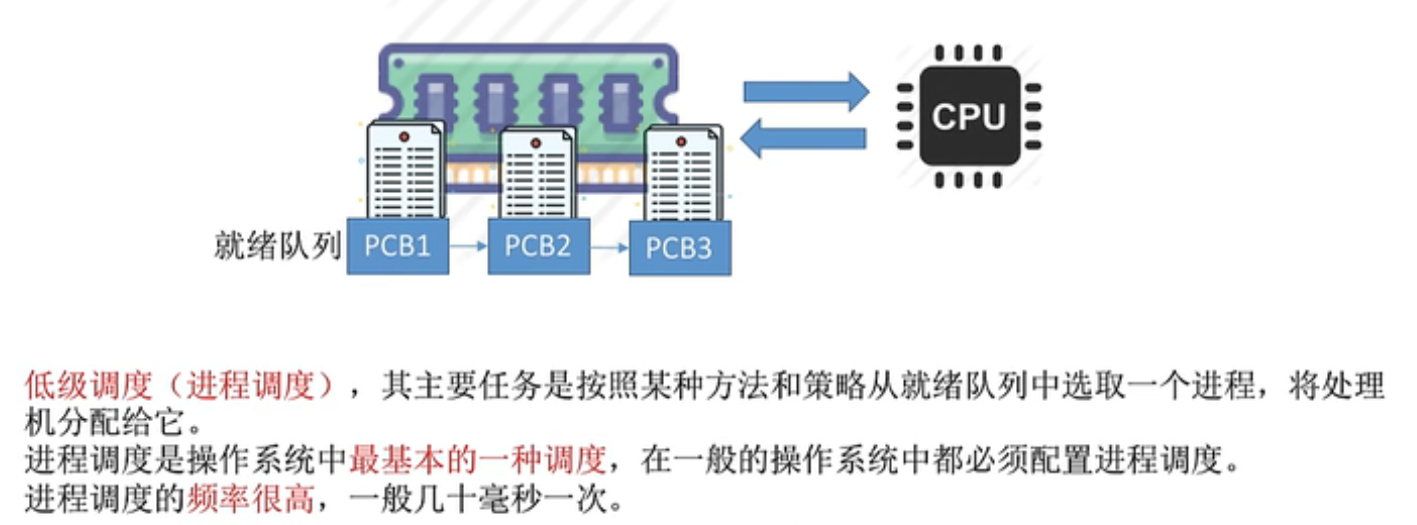 CPU
就绪队列 PCB1 PCB2 PCB3
低级调度（进程调度），其主要任务是按照某种方法和策略从就绪队列中选取一个进程，将处理
机分配给它。
进程调度是操作系统中最基本的一种调度，在一般的操作系统中都必须配置进程调度。
进程调度的频率很高，一般几十毫秒一次。